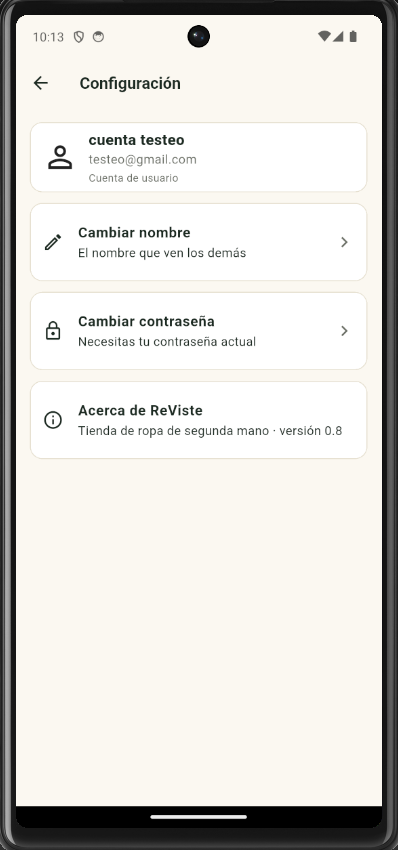 10:13
Configuración
cuenta testeo
testeo@gmail.com
Cuenta de usuario
Cambiar nombre
El nombre que ven los demás
Cambiar contraseña
Necesitas tu contraseña actual
Acerca de ReViste
Tienda de ropa de segunda mano · versión 0.8